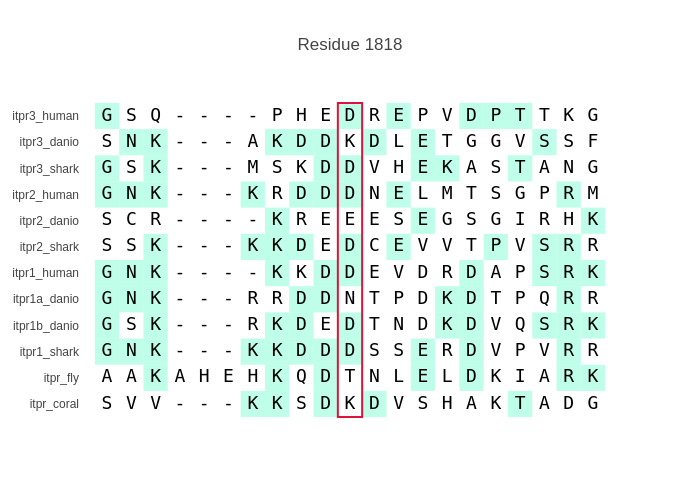 Residue 1818
itpr3_human G S Q - - - - P H E D R E P V D P T T K G
itpr3_danio S N K - - - A K D D K D L E T G G V S S F
itpr3_shark G S K - - - M S K D D V H E K A S T A N G
itpr2_human G N K - - - K R D D D N E L M T S G P R M
itpr2_danio S C R - - - - K R E E E S E G S G I R H K
itpr2_shark S S K - - - K K D E D C E V V T P V S R R
itpr1_human G N K - - - - K K D D E V D R D A P S R K
itpr1a_danio G N K - - - R R D D N T P D K D T P Q R R
itpr1b_danio G S K - - - R K D E D T N D K D V Q S R K
itpr1_shark G N K - - - K K D D D S S E R D V P V R R
itpr_fly A A K A H E H K Q D T N L E L D K I A R K
itpr_coral S V V - - - K K S D K D V S H A K T A D G